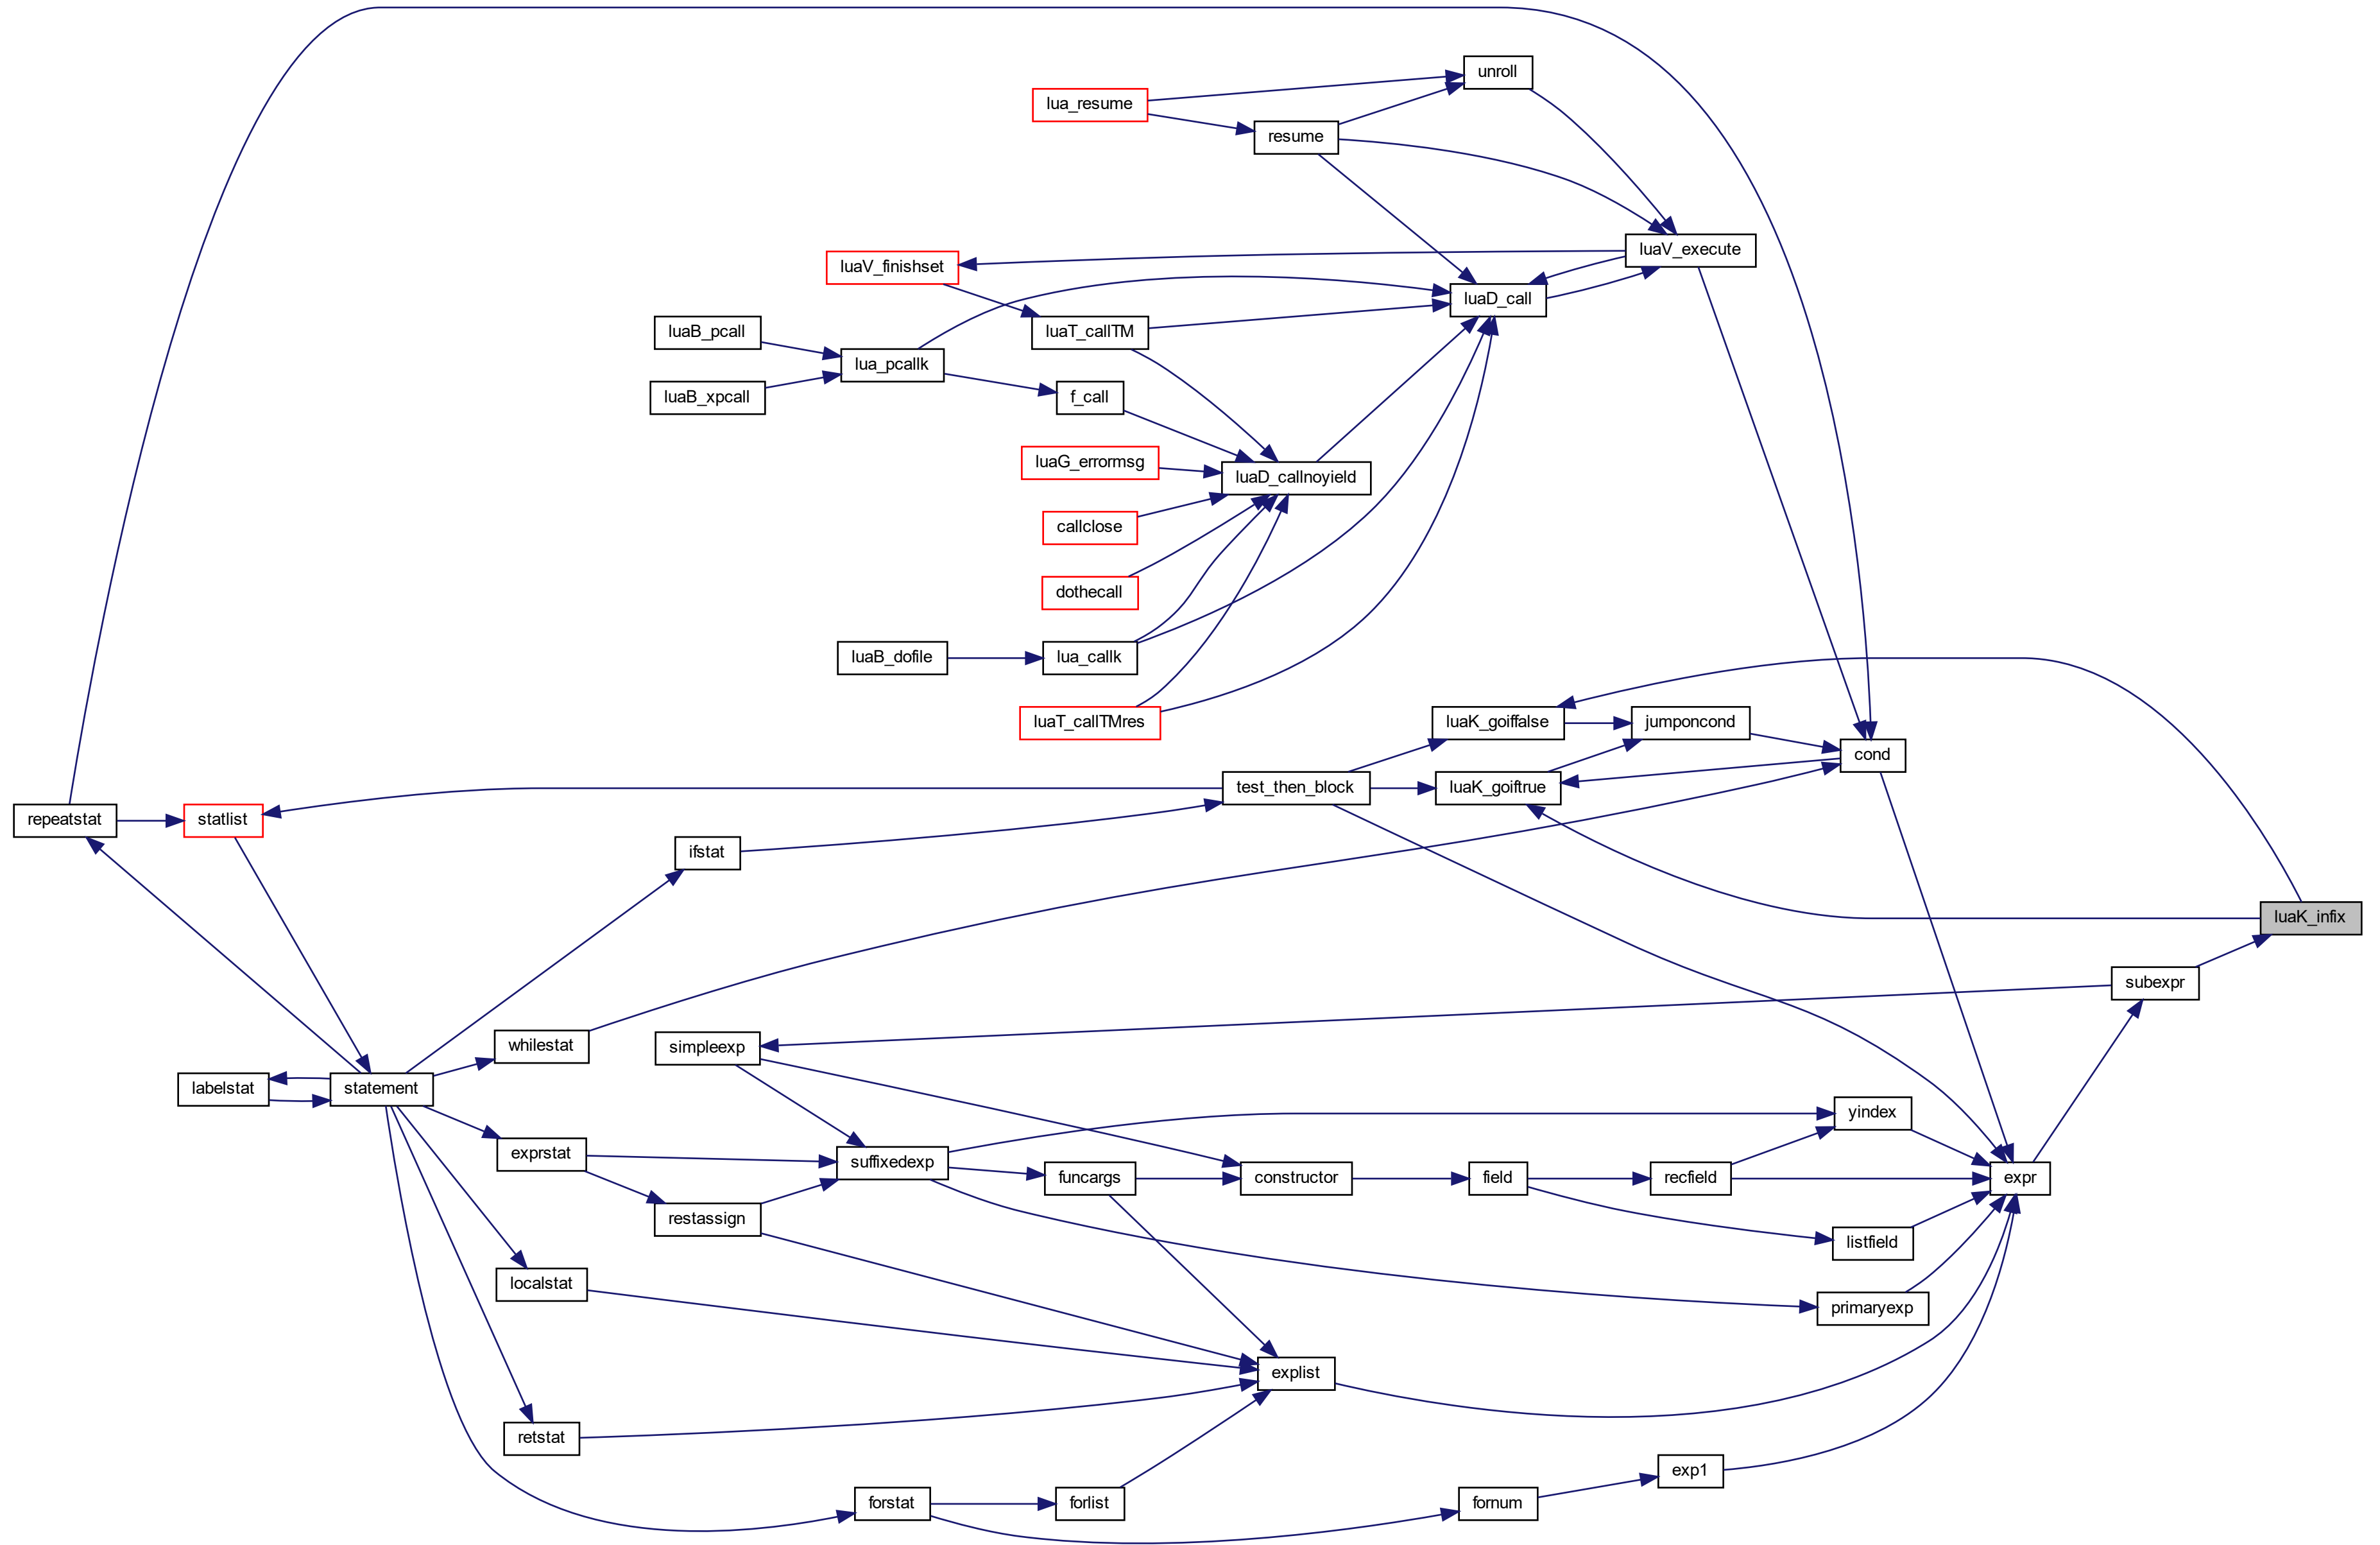 unroll
lua_resume
resume
luaV_execute
luaV_finishset
luaD_call
luaB_pcall
luaT_callTM
lua_pcallk
luaB_xpcall
f_call
luaG_errormsg
luaD_callnoyield
callclose
dothecall
luaB_dofile
lua_callk
luaT_callTMres
luaK_goiffalse
jumponcond
cond
test_then_block
luaK_goiftrue
repeatstat
statlist
ifstat
luaK_infix
subexpr
whilestat
simpleexp
labelstat
statement
yindex
exprstat
suffixedexp
funcargs
constructor
field
recfield
expr
restassign
listfield
localstat
primaryexp
explist
retstat
exp1
forstat
forlist
fornum